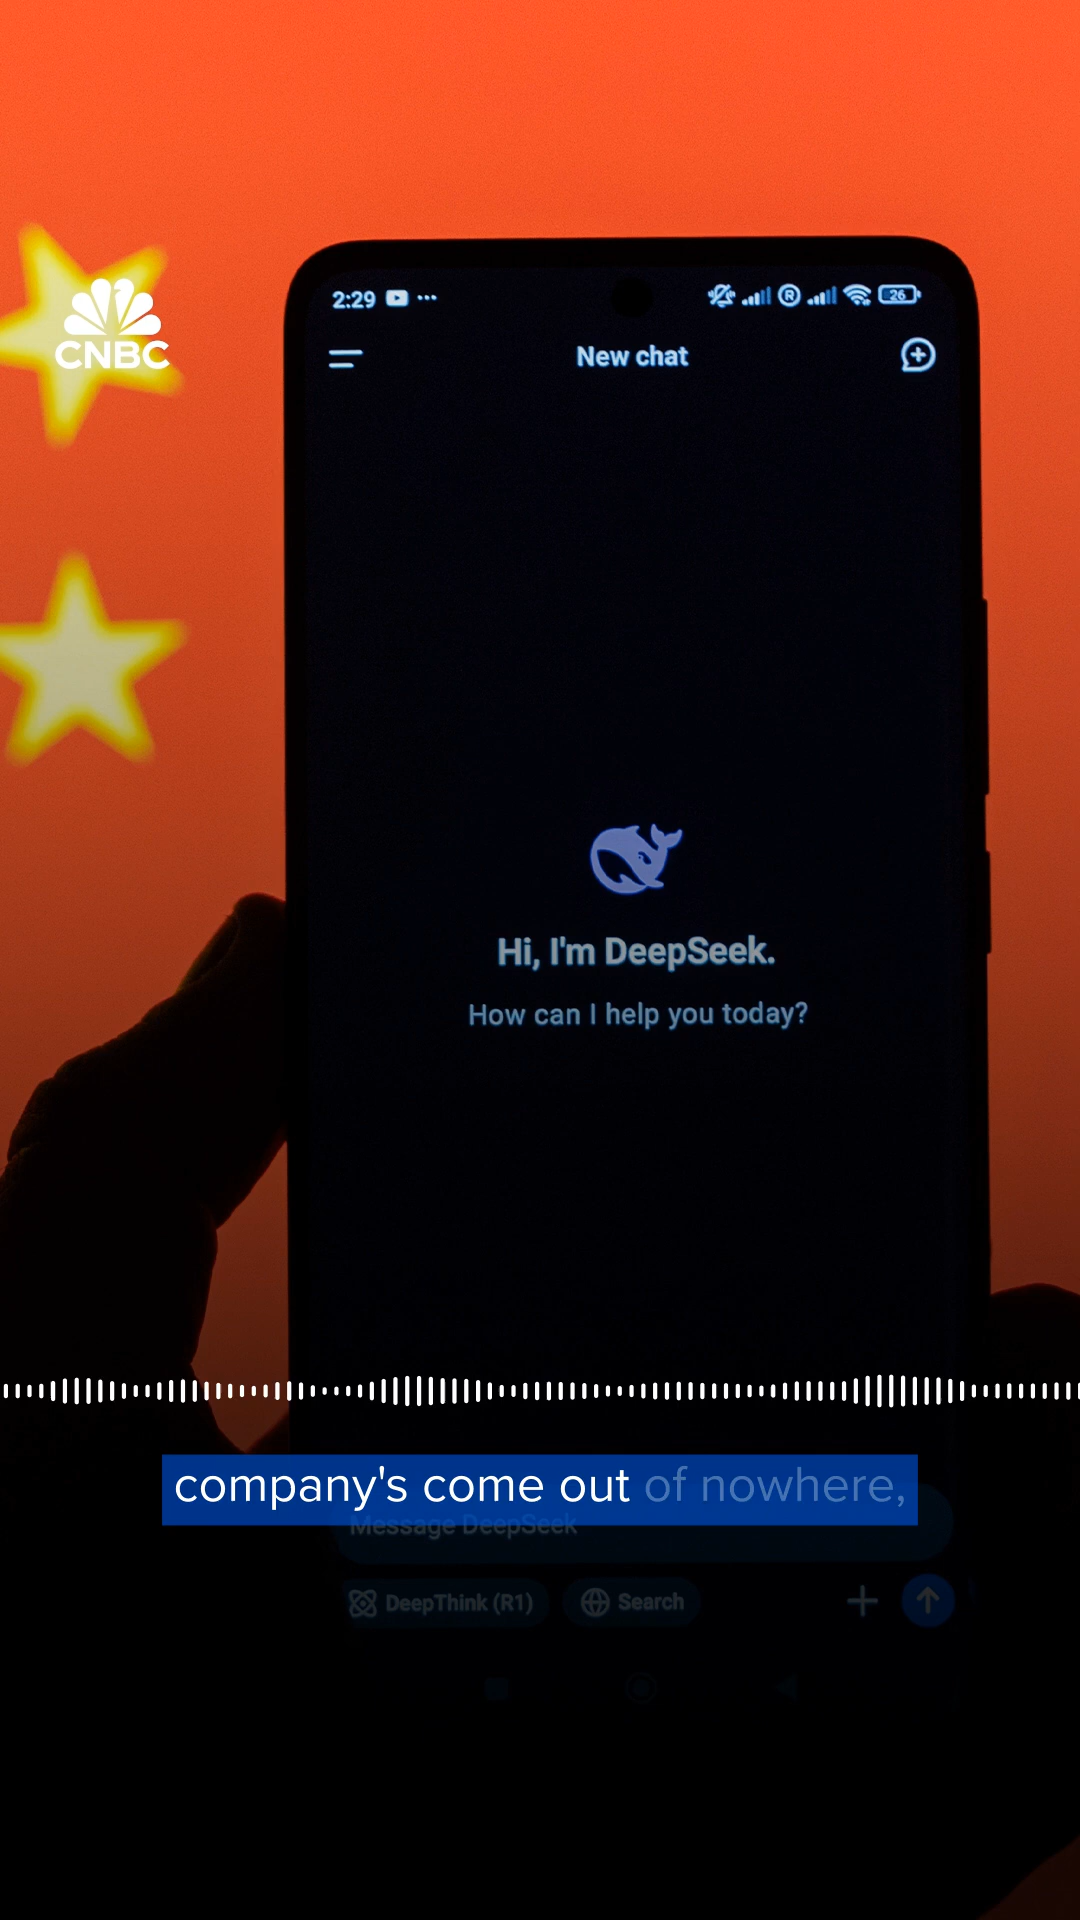 2:29
R
26
CNBC
New chat
Hi, I'm DeepSeek.
How can I help you today?
company's come out of nowhere,
Message DeepSeek
DeepThink (R1)
Search